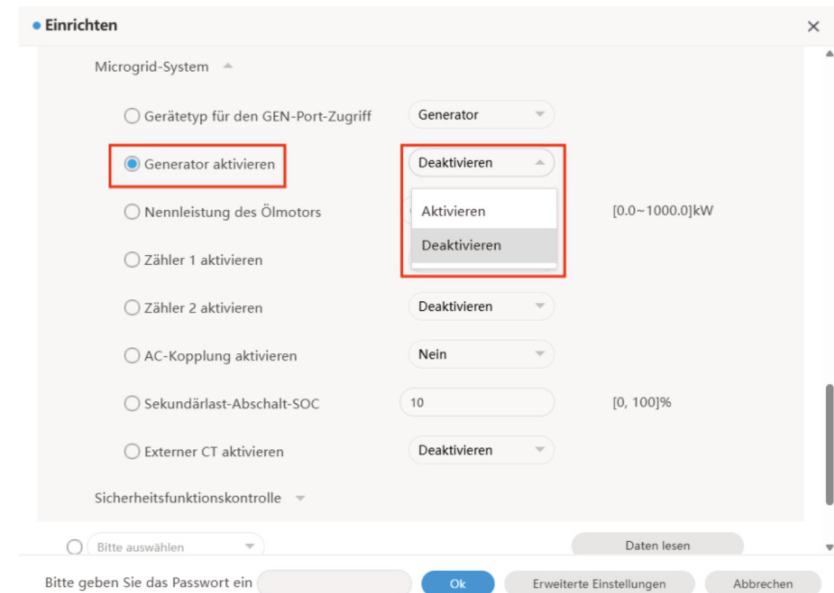 Einrichten
Microgrid-System
Gerätetyp für den GEN-Port-Zugriff Generator
Generator aktivieren Deaktivieren
Aktivieren
Nennleistung des Ölmotors [0.0~1000.0]kW
Deaktivieren
Zähler 1 aktivieren
Zähler 2 aktivieren Deaktivieren
AC-Kopplung aktivieren Nein
Sekundärlast-Abschalt-SOC 10 [0, 100]%
Externer CT aktivieren Deaktivieren
Sicherheitsfunktionskontrolle
Bitte auswählen Daten lesen
Bitte geben Sie das Passwort ein Ok Erweiterte Einstellungen Abbrechen